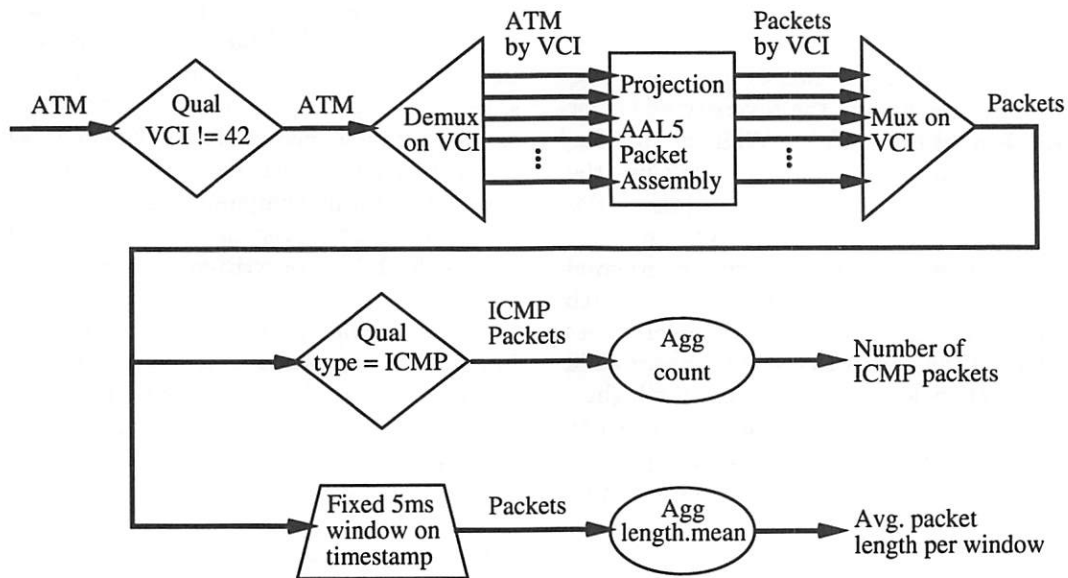 ATM
Qual
VCI != 42
ATM
Demux
on VCI
ATM
by VCI
Projection
AAL5
Packet
Assembly
Packets
by VCI
Mux on
VCI
Packets
Qual
type = ICMP
ICMP
Packets
Agg
count
Number of
ICMP packets
Fixed 5ms
window on
timestamp
Packets
Agg
length.mean
Avg. packet
length per window